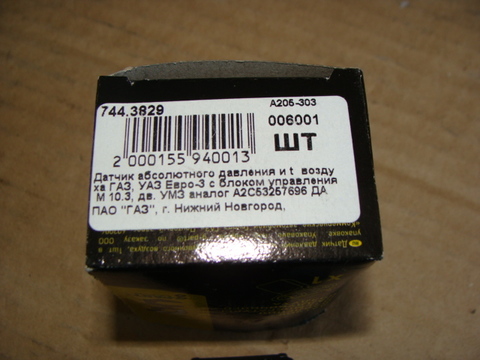 744.3829
A205-303
006001
ШТ
2 000155 940013
Датчик абсолютного давления и t возду
ха ГАЗ, УАЗ Евро-3 с блоком управления
М 10.3, дв. УМЗ аналог А2С53257696 ДА
ПАО "ГАЗ", г. Нижний Новгород,